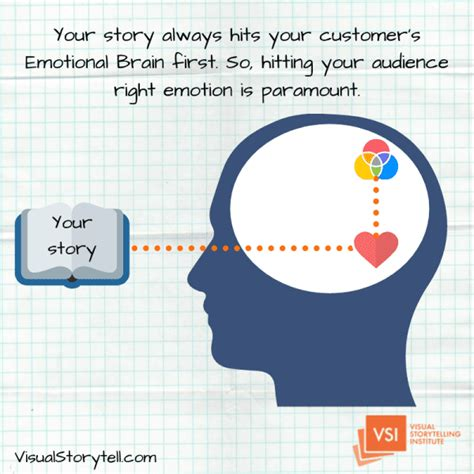 Your story always hits your customer's
Emotional Brain first. So, hitting your audience
right emotion is paramount.
Your
story
VSI
VISUAL
STORYTELLING
INSTITUTE
VisualStorytell.com